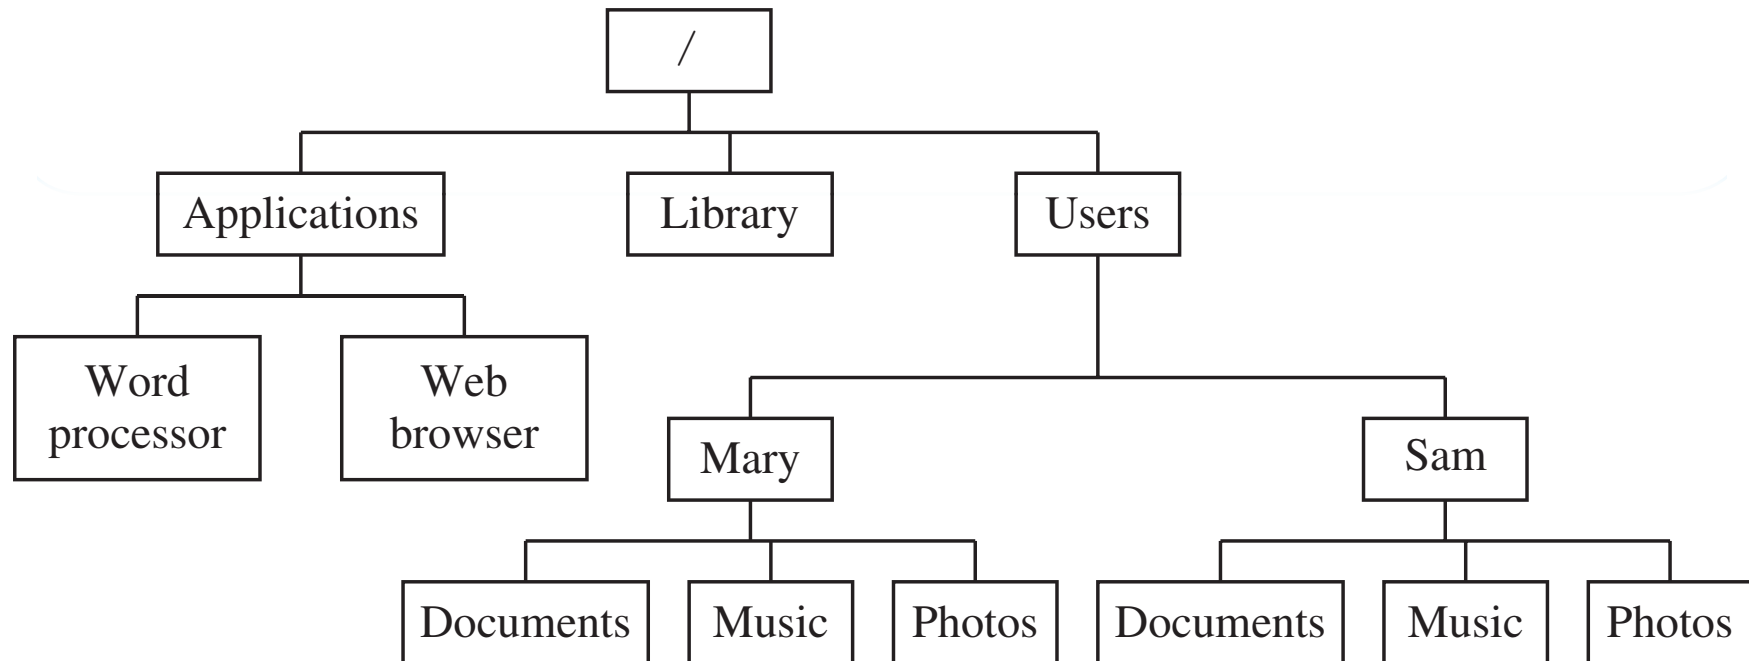 /
Applications
Library
Users
Word
processor
Web
browser
Mary
Sam
Documents
Music
Photos
Documents
Music
Photos